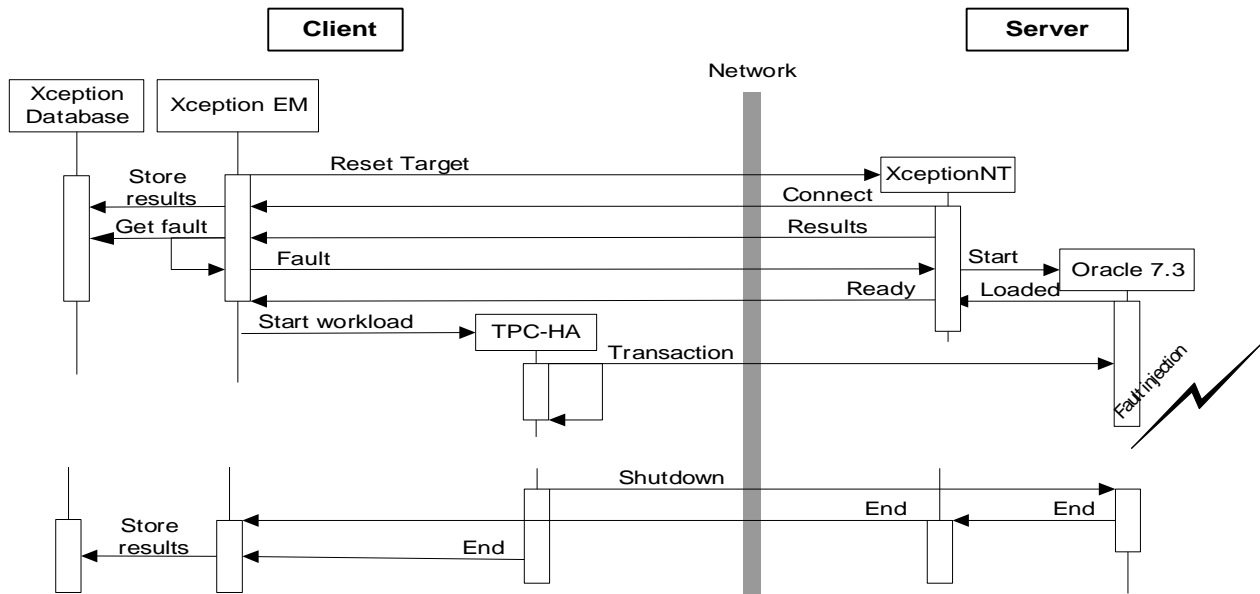 Client
Server
Network
Xception
Database
Xception EM
Reset Target
XceptionNT
Store
results
Connect
Get fault
Results
Fault
Start
Oracle 7.3
Ready
Loaded
Start workload
TPC-HA
Transaction
Fault injection
Shutdown
End
End
Store
results
End